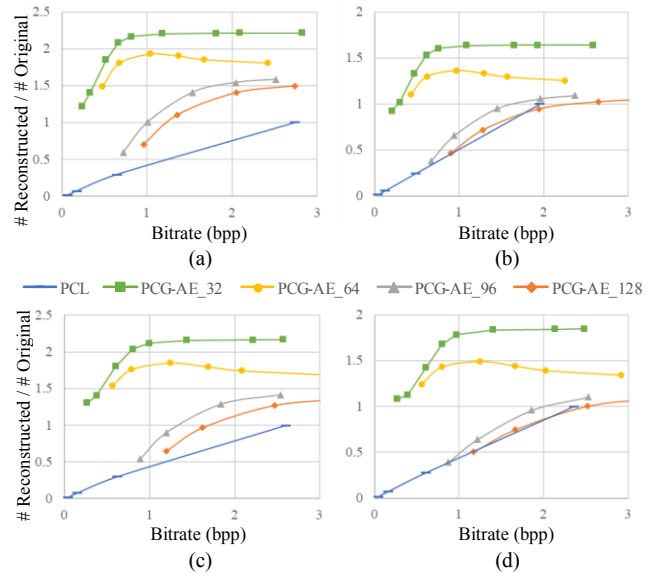 # Reconstructed / # Original
2.5
2
1.5
1
0.5
0
0 1 2 3
Bitrate (bpp)
(a)
2
1.5
1
0.5
0
0 1 2 3
Bitrate (bpp)
(b)
PCL PCG-AE_32 PCG-AE_64 PCG-AE_96 PCG-AE_128
# Reconstructed / # Original
2.5
2
1.5
1
0.5
0
0 1 2 3
Bitrate (bpp)
(c)
2
1.5
1
0.5
0
0 1 2 3
Bitrate (bpp)
(d)